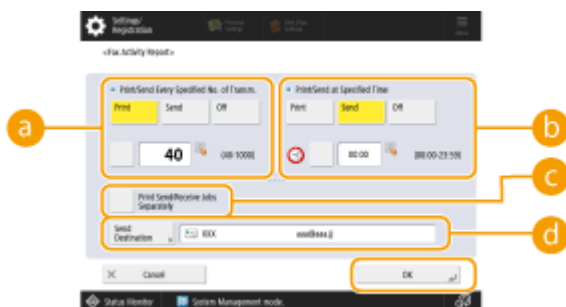 Settings/
Registration
Menu
<Fax Activity Report>
Print/Send Every Specified No. of Transm.
Print Send Off
40 (40-1000)
Print/Send at Specified Time
Print Send Off
00:00 (00:00-23:59)
Print Send/Receive Jobs
Separately
Send
Destination
XXX
Cancel
OK
Status Monitor
System Management mode.
a
b
c
d